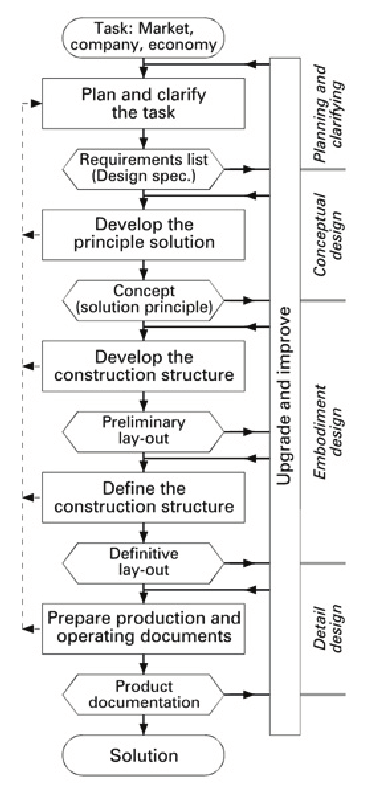 Task: Market,
company, economy
Plan and clarify
the task
Requirements list
(Design spec.)
Develop the
principle solution
Concept
(solution principle)
Develop the
construction structure
Preliminary
lay-out
Define the
construction structure
Definitive
lay-out
Prepare production and
operating documents
Product
documentation
Solution
Upgrade and improve
Planning and
clarifying
Conceptual
design
Embodiment
design
Detail
design